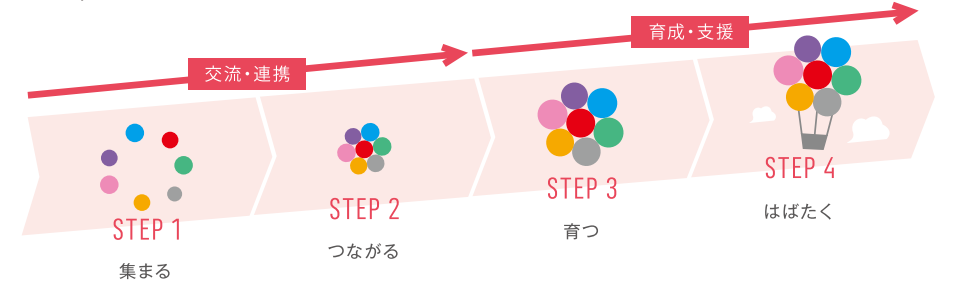 交流・連携
育成・支援
STEP 1
集まる
STEP 2
つながる
STEP 3
育つ
STEP 4
はばたく